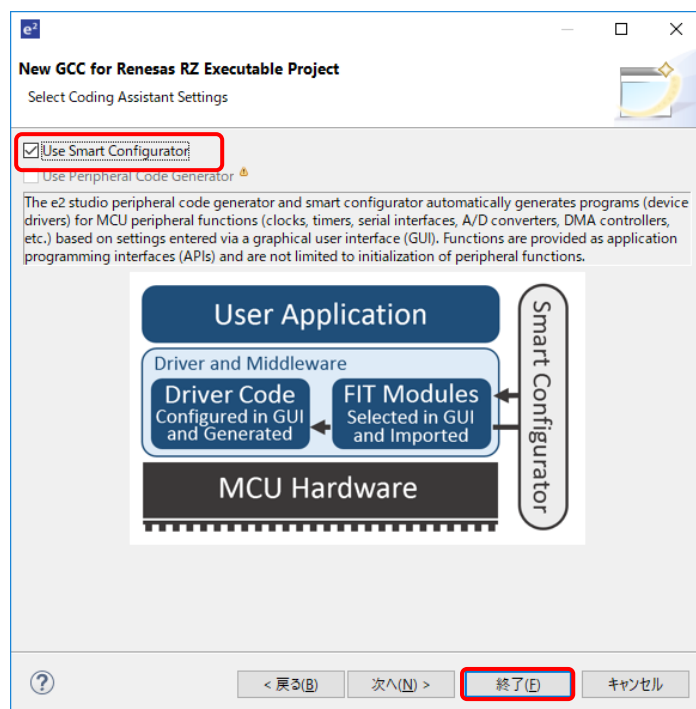 e²
New GCC for Renesas RZ Executable Project
Select Coding Assistant Settings
Use Smart Configurator
Use Peripheral Code Generator
The e2 studio peripheral code generator and smart configurator automatically generates programs (device
drivers) for MCU peripheral functions (clocks, timers, serial interfaces, A/D converters, DMA controllers,
etc.) based on settings entered via a graphical user interface (GUI). Functions are provided as application
programming interfaces (APIs) and are not limited to initialization of peripheral functions.
User Application
Driver and Middleware
Driver Code
Configured in GUI
and Generated
FIT Modules
Selected in GUI
and Imported
MCU Hardware
Smart Configurator
?
< 戻る(B)
次へ(N) >
終了(F)
キャンセル